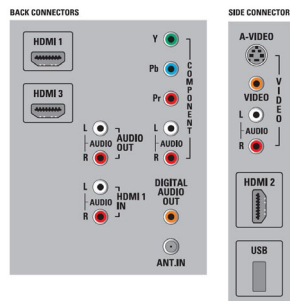 BACK CONNECTORS
HDMI 1
HDMI 3
Y
Pb
Pr
COMPONENT
L
AUDIO
R
AUDIO OUT
L
AUDIO
R
L
AUDIO
R
HDMI 1 IN
DIGITAL
AUDIO
OUT
ANT.IN
SIDE CONNECTOR
A-VIDEO
VIDEO
VIDEO
L
AUDIO
R
HDMI 2
USB